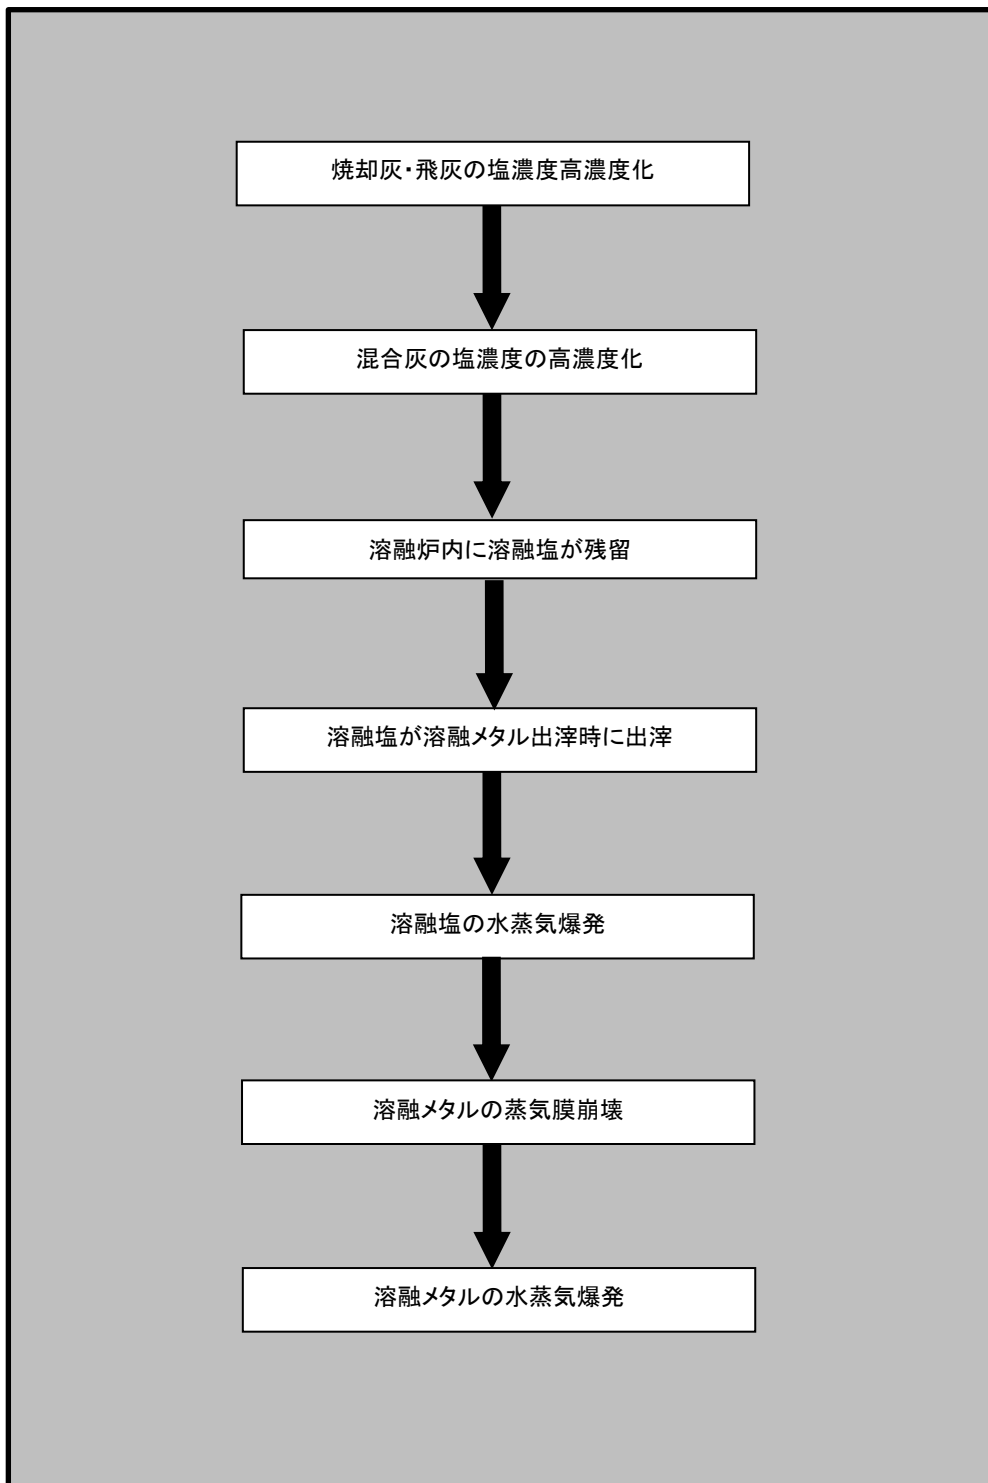 焼却灰・飛灰の塩濃度高濃度化
混合灰の塩濃度の高濃度化
溶融炉内に溶融塩が残留
溶融塩が溶融メタル出滓時に出滓
溶融塩の水蒸気爆発
溶融メタルの蒸気膜崩壊
溶融メタルの水蒸気爆発